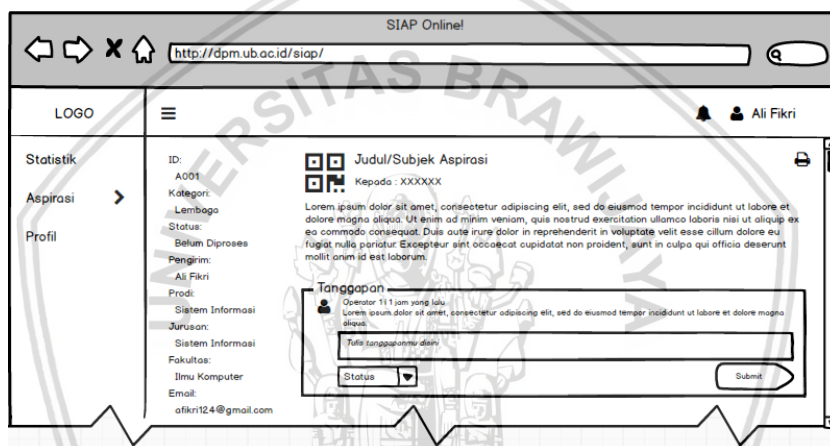 SIAP Online!
http://dpm.ub.ac.id/siap/
LOGO
Ali Fikri
Statistik
Aspirasi
Profil
ID:
A001
Kategori:
Lembaga
Status:
Belum Diproses
Pengirim:
Ali Fikri
Prodi:
Sistem Informasi
Jurusan:
Sistem Informasi
Fakultas:
Ilmu Komputer
Email:
afikri124@gmail.com
Judul/Subjek Aspirasi
Kepada : XXXXXX
Lorem ipsum dolor sit amet, consectetur adipiscing elit, sed do eiusmod tempor incididunt ut labore et
dolore magna aliqua. Ut enim ad minim veniam, quis nostrud exercitation ullamco laboris nisi ut aliquip ex
ea commodo consequat. Duis aute irure dolor in reprehenderit in voluptate velit esse cillum dolore eu
fugiat nulla pariatur Excepteur sint occaecat cupidatat non proident, sunt in culpa qui officia deserunt
mollit anim id est laborum.
Tanggapan
Operator 1 | 1 jam yang lalu
Lorem ipsum dolor sit amet, consectetur adipiscing elit, sed do eiusmod tempor incididunt ut labore et dolore magna
aliqua.
Tulis tanggapanmu disini
Status
Submit
UNIVERSITAS BRAWIJAYA